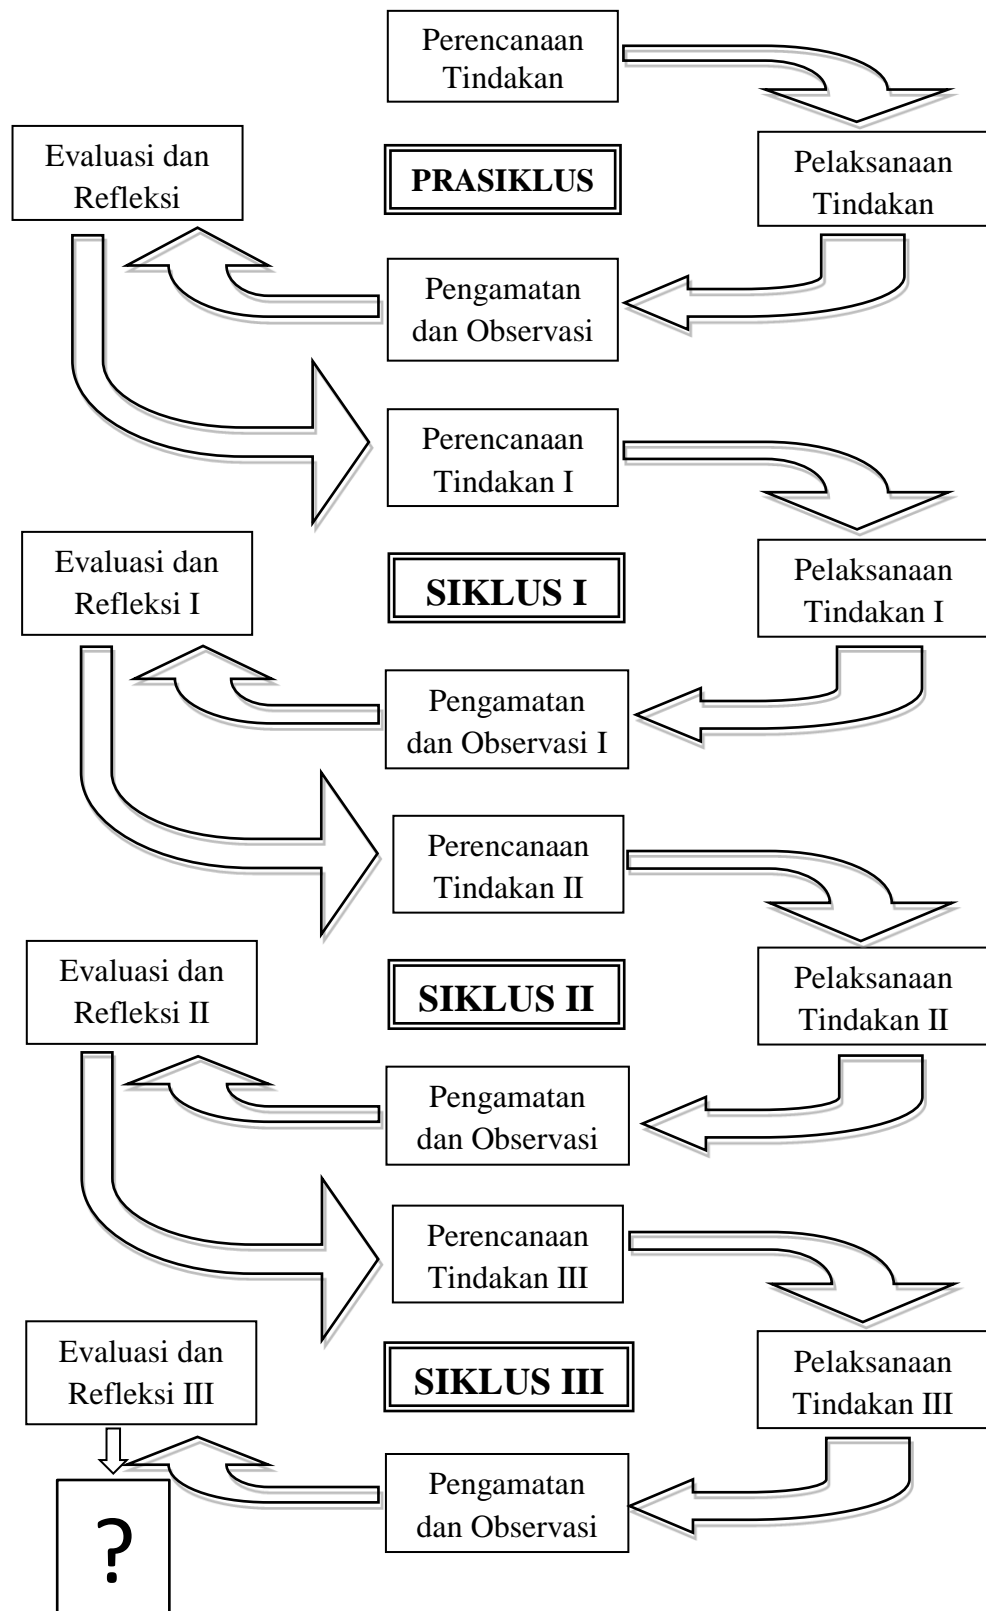 Perencanaan
Tindakan
Evaluasi dan
Refleksi
PRASIKLUS
Pelaksanaan
Tindakan
Pengamatan
dan Observasi
Perencanaan
Tindakan I
Evaluasi dan
Refleksi I
SIKLUS I
Pelaksanaan
Tindakan I
Pengamatan
dan Observasi I
Perencanaan
Tindakan II
Evaluasi dan
Refleksi II
SIKLUS II
Pelaksanaan
Tindakan II
Pengamatan
dan Observasi
Perencanaan
Tindakan III
Evaluasi dan
Refleksi III
SIKLUS III
Pelaksanaan
Tindakan III
Pengamatan
dan Observasi
?